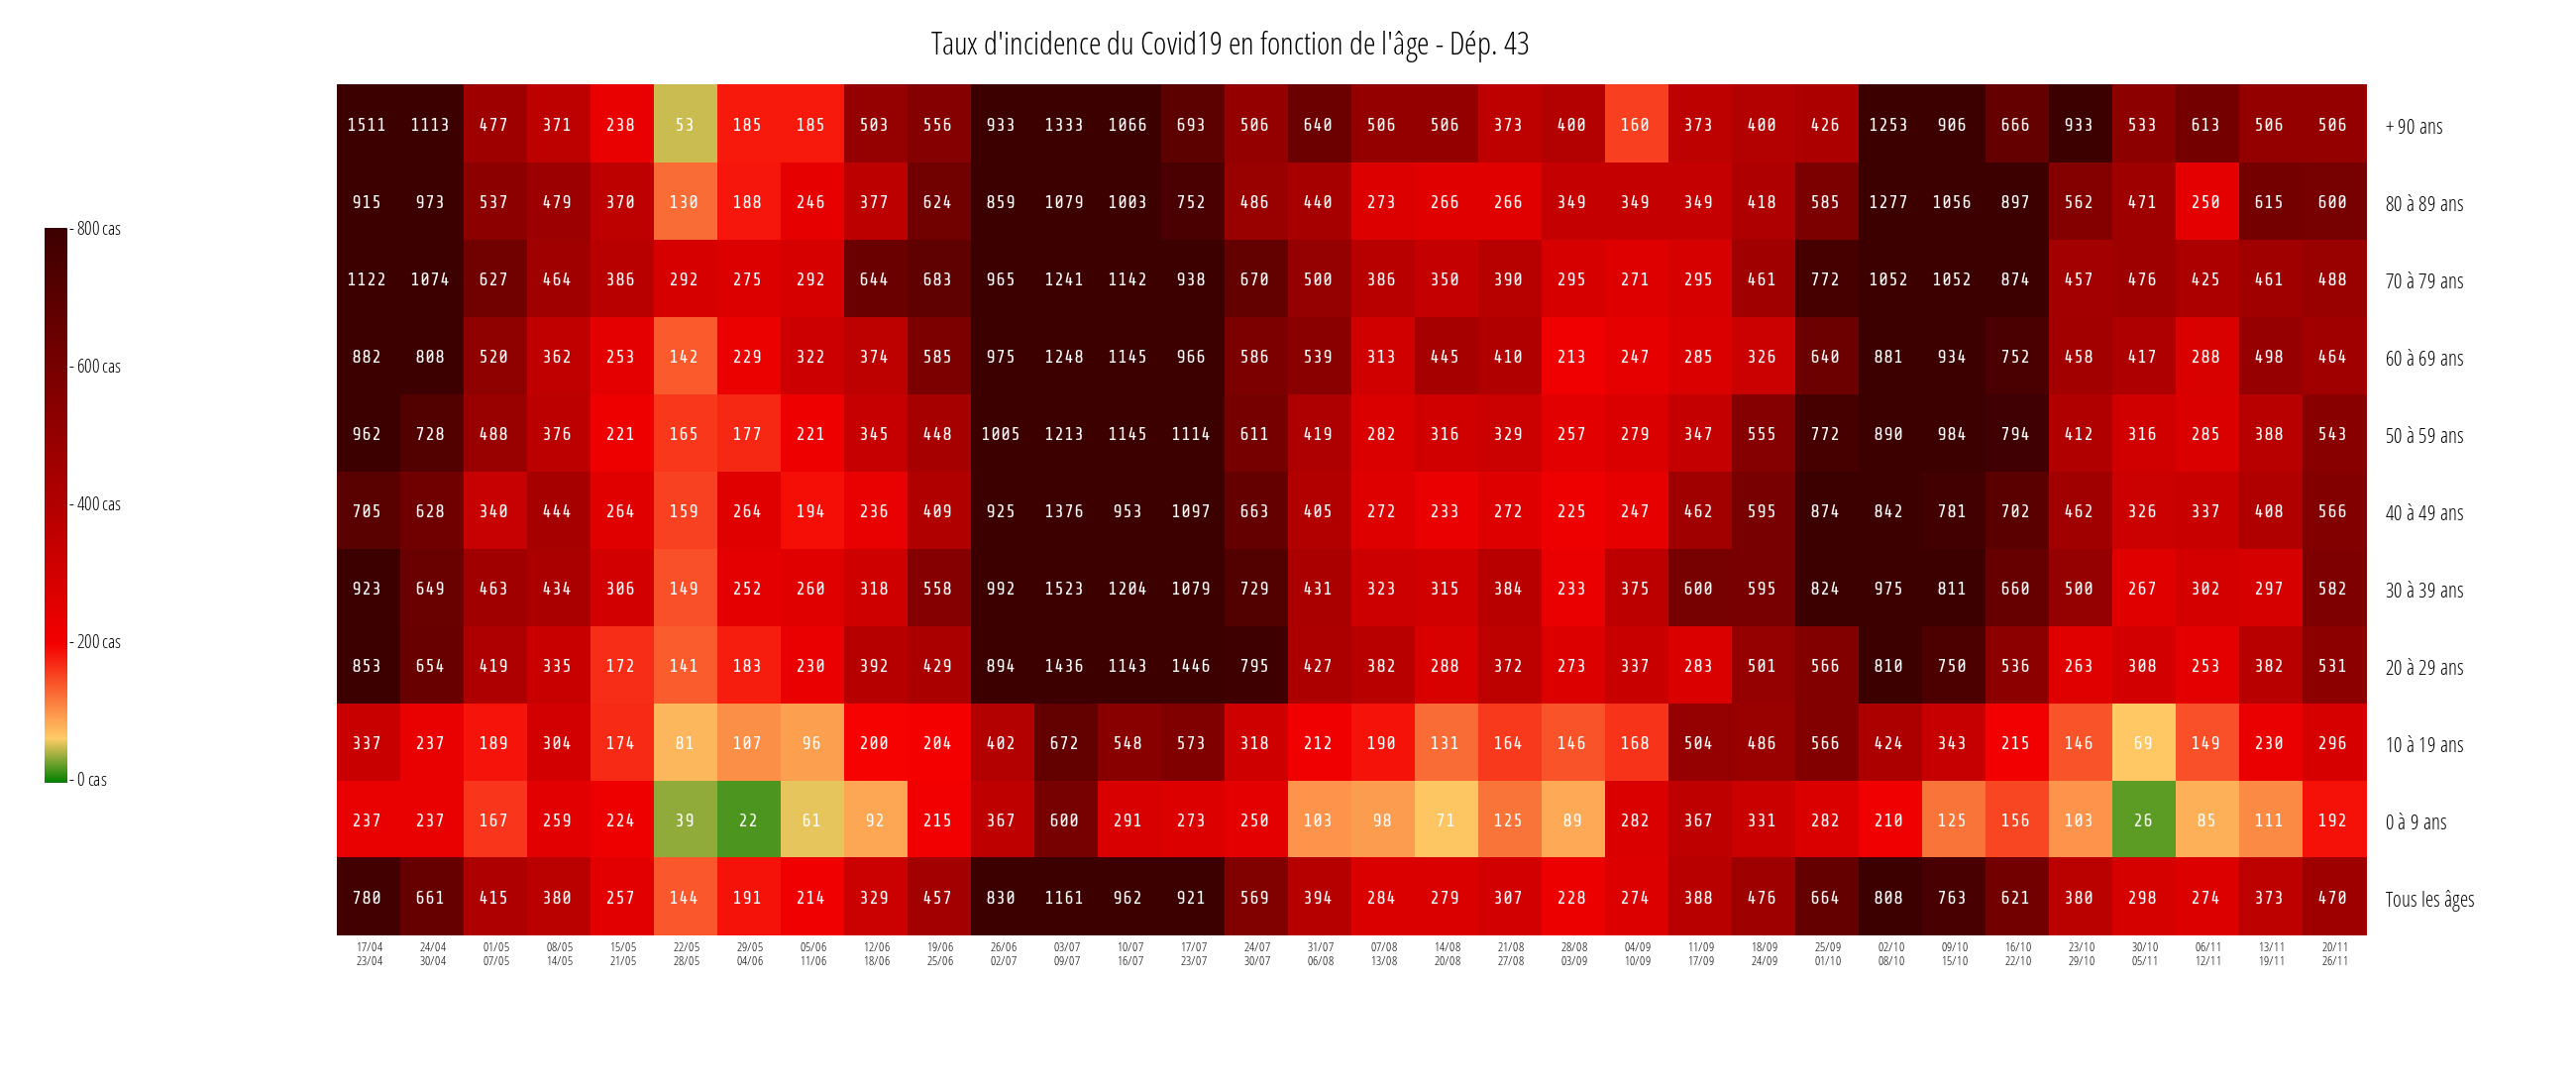 Taux d'incidence du Covid19 en fonction de l'âge - Dép. 43
- 800 cas
- 600 cas
- 400 cas
- 200 cas
- 0 cas
1511 1113 477 371 238 53 185 185 503 556 933 1333 1066 693 506 640 506 506 373 400 160 373 400 426 1253 906 666 933 533 613 506 506 + 90 ans
915 973 537 479 370 130 188 246 377 624 859 1079 1003 752 486 440 273 266 266 349 349 349 418 585 1277 1056 897 562 471 250 615 600 80 à 89 ans
1122 1074 627 464 386 292 275 292 644 683 965 1241 1142 938 670 500 386 350 390 295 271 295 461 772 1052 1052 874 457 476 425 461 488 70 à 79 ans
882 808 520 362 253 142 229 322 374 585 975 1248 1145 966 586 539 313 445 410 213 247 285 326 640 881 934 752 458 417 288 498 464 60 à 69 ans
962 728 488 376 221 165 177 221 345 448 1005 1213 1145 1114 611 419 282 316 329 257 279 347 555 772 890 984 794 412 316 285 388 543 50 à 59 ans
705 628 340 444 264 159 264 194 236 409 925 1376 953 1097 663 405 272 233 272 225 247 462 595 874 842 781 702 462 326 337 408 566 40 à 49 ans
923 649 463 434 306 149 252 260 318 558 992 1523 1204 1079 729 431 323 315 384 233 375 600 595 824 975 811 660 500 267 302 297 582 30 à 39 ans
853 654 419 335 172 141 183 230 392 429 894 1436 1143 1446 795 427 382 288 372 273 337 283 501 566 810 750 536 263 308 253 382 531 20 à 29 ans
337 237 189 304 174 81 107 96 200 204 402 672 548 573 318 212 190 131 164 146 168 504 486 566 424 343 215 146 69 149 230 296 10 à 19 ans
237 237 167 259 224 39 22 61 92 215 367 600 291 273 250 103 98 71 125 89 282 367 331 282 210 125 156 103 26 85 111 192 0 à 9 ans
780 661 415 380 257 144 191 214 329 457 830 1161 962 921 569 394 284 279 307 228 274 388 476 664 808 763 621 380 298 274 373 470 Tous les âges
17/04 24/04 01/05 08/05 15/05 22/05 29/05 05/06 12/06 19/06 26/06 03/07 10/07 17/07 24/07 31/07 07/08 14/08 21/08 28/08 04/09 11/09 18/09 25/09 02/10 09/10 16/10 23/10 30/10 06/11 13/11 20/11
23/04 30/04 07/05 14/05 21/05 28/05 04/06 11/06 18/06 25/06 02/07 09/07 16/07 23/07 30/07 06/08 13/08 20/08 27/08 03/09 10/09 17/09 24/09 01/10 08/10 15/10 22/10 29/10 05/11 12/11 19/11 26/11